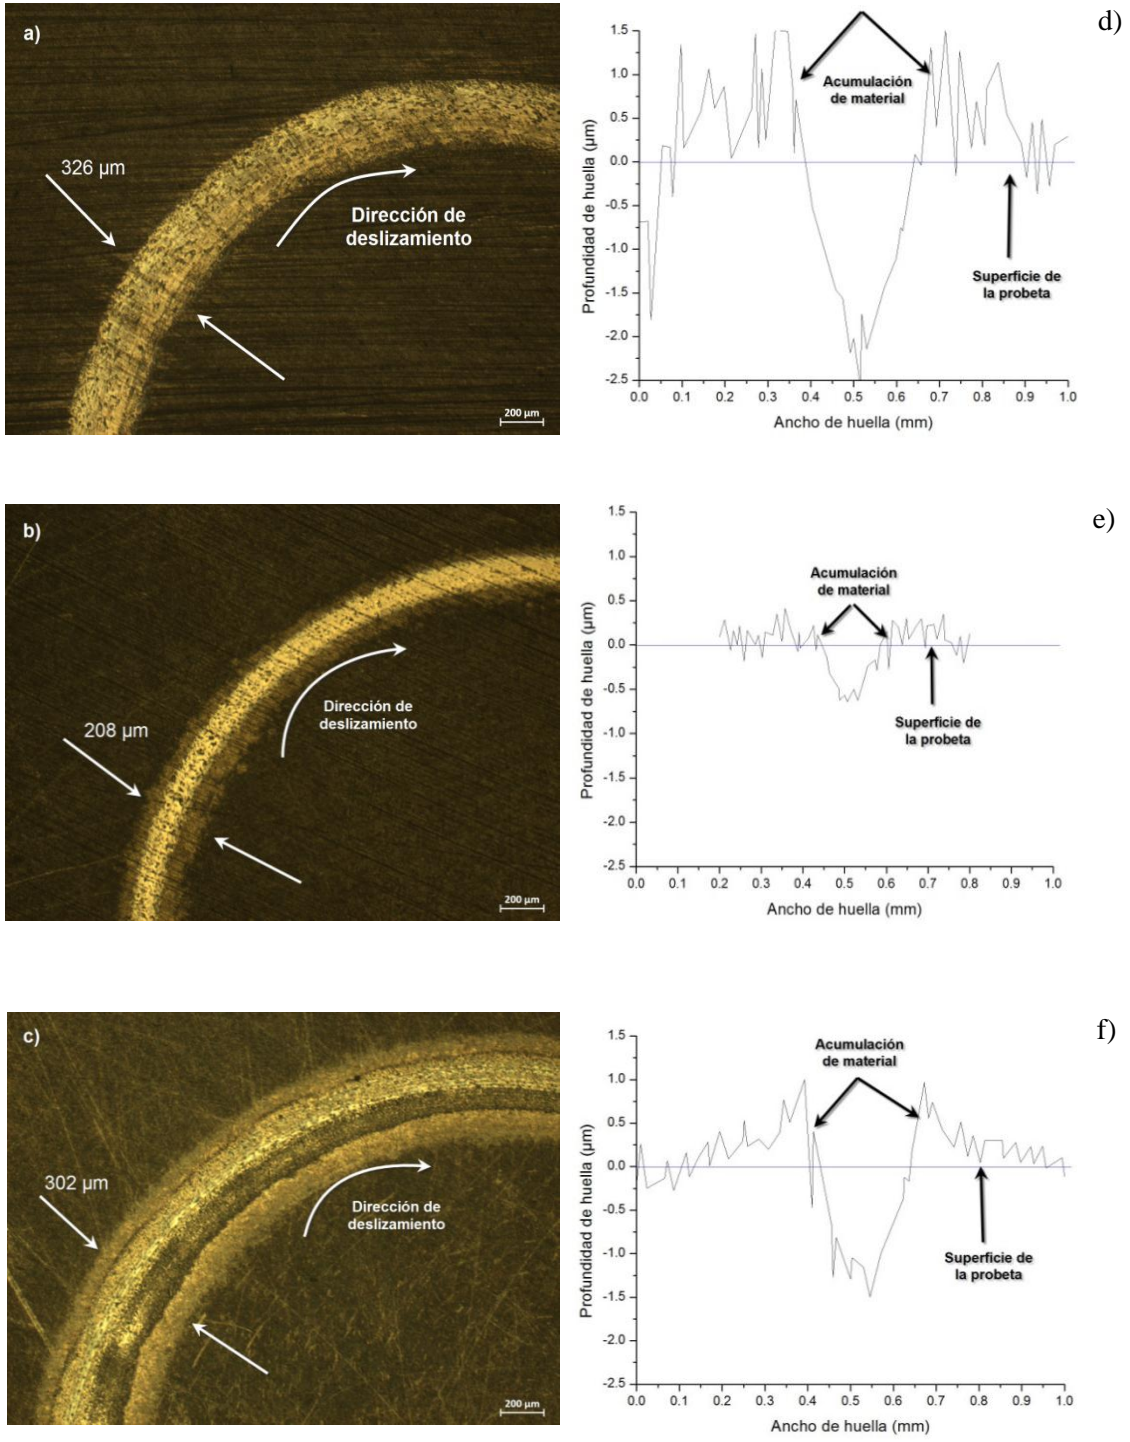 a)
326 µm
Dirección de
deslizamiento
200 µm
d)
1.5
1.0
0.5
0.0
-0.5
-1.0
-1.5
-2.0
-2.5
Profundidad de huella (µm)
Acumulación
de material
Superficie de
la probeta
0.0 0.1 0.2 0.3 0.4 0.5 0.6 0.7 0.8 0.9 1.0
Ancho de huella (mm)
b)
208 µm
Dirección de
deslizamiento
200 µm
e)
1.5
1.0
0.5
0.0
-0.5
-1.0
-1.5
-2.0
-2.5
Profundidad de huella (µm)
Acumulación
de material
Superficie de
la probeta
0.0 0.1 0.2 0.3 0.4 0.5 0.6 0.7 0.8 0.9 1.0
Ancho de huella (mm)
c)
302 µm
Dirección de
deslizamiento
200 µm
f)
1.5
1.0
0.5
0.0
-0.5
-1.0
-1.5
-2.0
-2.5
Profundidad de huella (µm)
Acumulación
de material
Superficie de
la probeta
0.0 0.1 0.2 0.3 0.4 0.5 0.6 0.7 0.8 0.9 1.0
Ancho de huella (mm)